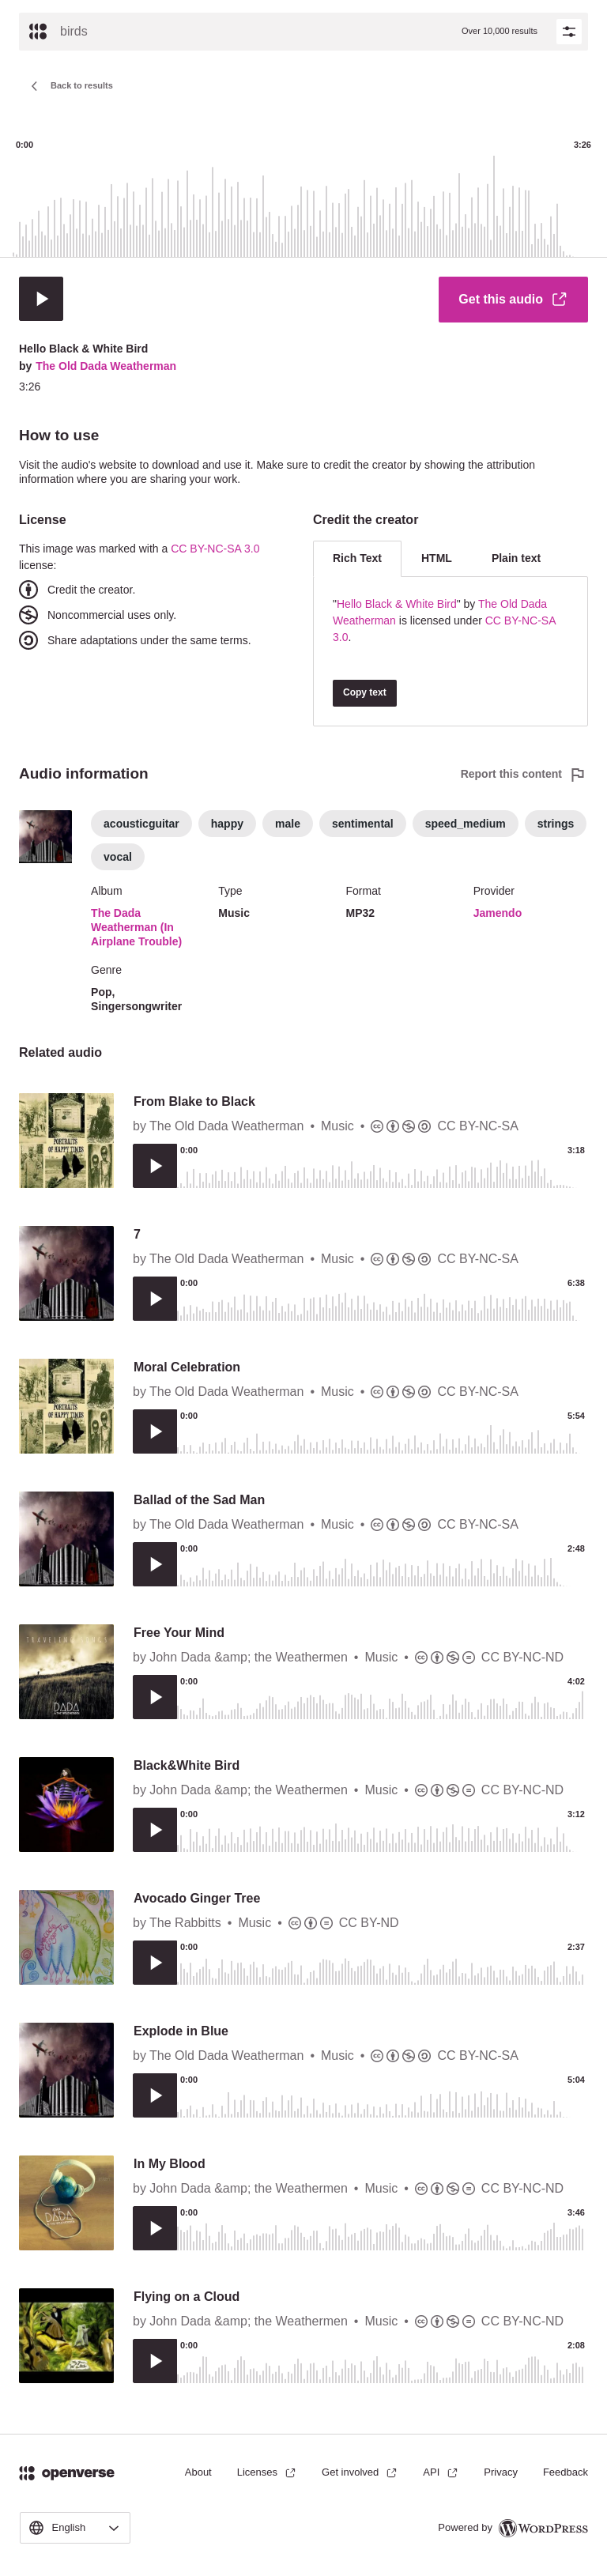 birds
Over 10,000 results
Back to results
0:00
3:26
Get this audio
Hello Black & White Bird
by The Old Dada Weatherman
3:26
How to use
Visit the audio's website to download and use it. Make sure to credit the creator by showing the attribution
information where you are sharing your work.
License
This image was marked with a CC BY-NC-SA 3.0
license:
Credit the creator.
Noncommercial uses only.
Share adaptations under the same terms.
Credit the creator
Rich Text
HTML
Plain text
"Hello Black & White Bird" by The Old Dada
Weatherman is licensed under CC BY-NC-SA
3.0.
Copy text
Audio information
Report this content
acousticguitar
happy
male
sentimental
speed_medium
strings
vocal
Album
The Dada
Weatherman (In
Airplane Trouble)
Type
Music
Format
MP32
Provider
Jamendo
Genre
Pop,
Singersongwriter
Related audio
PORTRAITS
OF HAPPY TIMES
From Blake to Black
by The Old Dada Weatherman • Music • CC BY-NC-SA
0:00
3:18
7
by The Old Dada Weatherman • Music • CC BY-NC-SA
0:00
6:38
PORTRAITS
OF HAPPY TIMES
Moral Celebration
by The Old Dada Weatherman • Music • CC BY-NC-SA
0:00
5:54
Ballad of the Sad Man
by The Old Dada Weatherman • Music • CC BY-NC-SA
0:00
2:48
DADA
Free Your Mind
by John Dada &amp; the Weathermen • Music • CC BY-NC-ND
0:00
4:02
Black&White Bird
by John Dada &amp; the Weathermen • Music • CC BY-NC-ND
0:00
3:12
Avocado Ginger Tree
by The Rabbitts • Music • CC BY-ND
0:00
2:37
Explode in Blue
by The Old Dada Weatherman • Music • CC BY-NC-SA
0:00
5:04
DADA
In My Blood
by John Dada &amp; the Weathermen • Music • CC BY-NC-ND
0:00
3:46
Flying on a Cloud
by John Dada &amp; the Weathermen • Music • CC BY-NC-ND
0:00
2:08
openverse
About
Licenses
Get involved
API
Privacy
Feedback
English
Powered by WORDPRESS